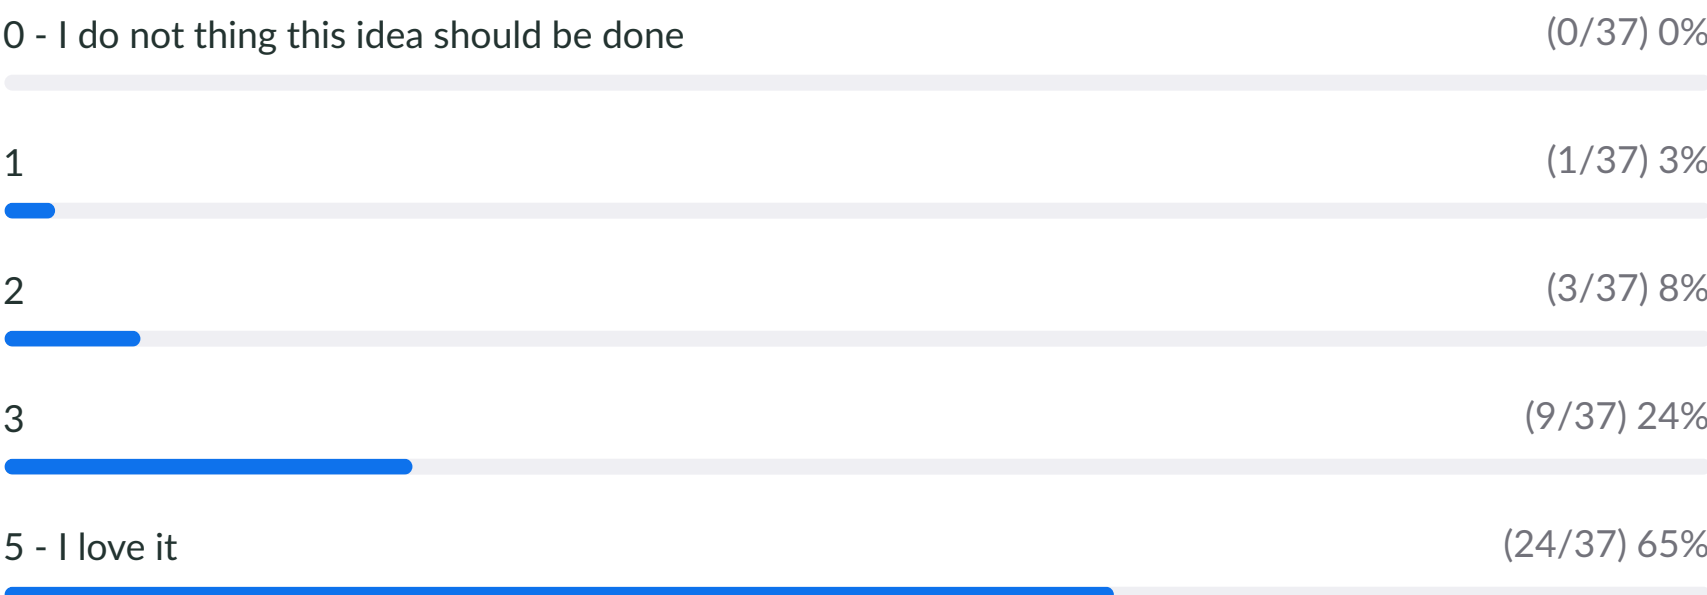 0 - I do not thing this idea should be done (0/37) 0%
1 (1/37) 3%
2 (3/37) 8%
3 (9/37) 24%
5 - I love it (24/37) 65%